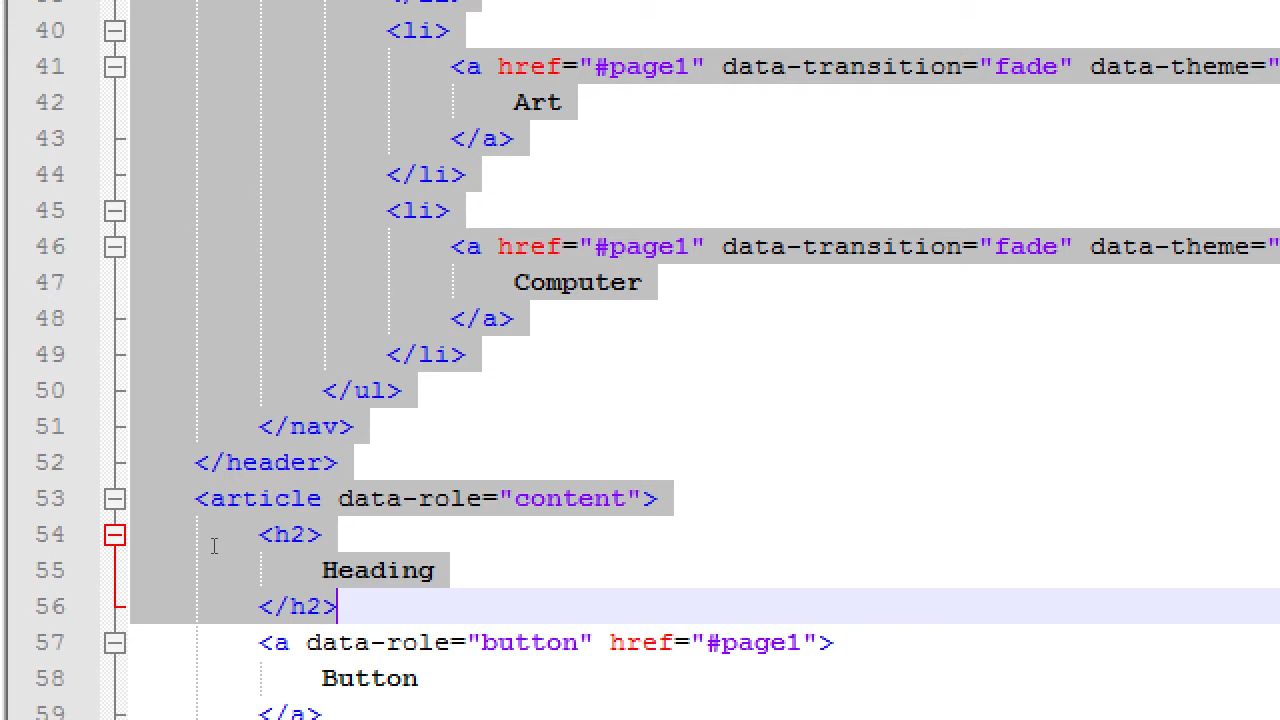 40 <li>
41 <a href="#page1" data-transition="fade" data-theme="
42 Art
43 </a>
44 </li>
45 <li>
46 <a href="#page1" data-transition="fade" data-theme="
47 Computer
48 </a>
49 </li>
50 </ul>
51 </nav>
52 </header>
53 <article data-role="content">
54 <h2>
55 Heading
56 </h2>
57 <a data-role="button" href="#page1">
58 Button
59 </a>